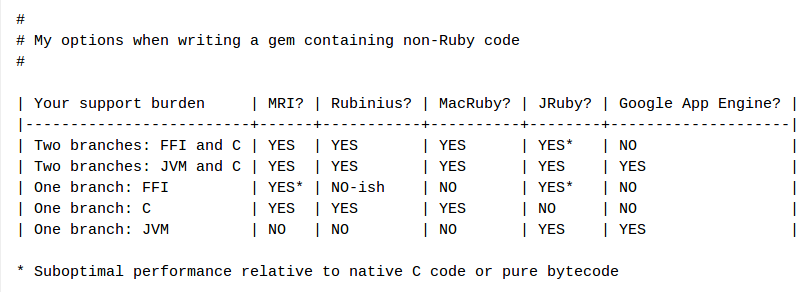 #
# My options when writing a gem containing non-Ruby code
#
| Your support burden     | MRI? | Rubinius? | MacRuby? | JRuby? | Google App Engine? |
|-------------------------+------+-----------+----------+--------+--------------------|
| Two branches: FFI and C | YES  | YES       | YES      | YES*   | NO                 |
| Two branches: JVM and C | YES  | YES       | YES      | YES    | YES                |
| One branch: FFI         | YES* | NO-ish    | NO       | YES*   | NO                 |
| One branch: C           | YES  | YES       | YES      | NO     | NO                 |
| One branch: JVM         | NO   | NO        | NO       | YES    | YES                |
* Suboptimal performance relative to native C code or pure bytecode